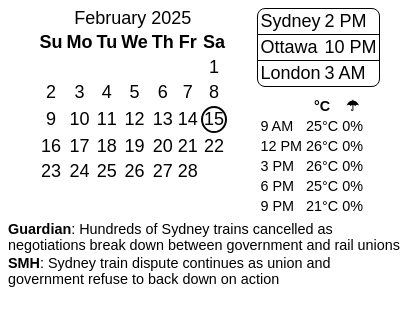 February 2025
Su Mo Tu We Th Fr Sa
1
2 3 4 5 6 7 8
9 10 11 12 13 14 15
16 17 18 19 20 21 22
23 24 25 26 27 28
Sydney 2 PM
Ottawa 10 PM
London 3 AM
°C ☂
9 AM 25°C 0%
12 PM 26°C 0%
3 PM 26°C 0%
6 PM 25°C 0%
9 PM 21°C 0%
Guardian: Hundreds of Sydney trains cancelled as
negotiations break down between government and rail unions
SMH: Sydney train dispute continues as union and
government refuse to back down on action